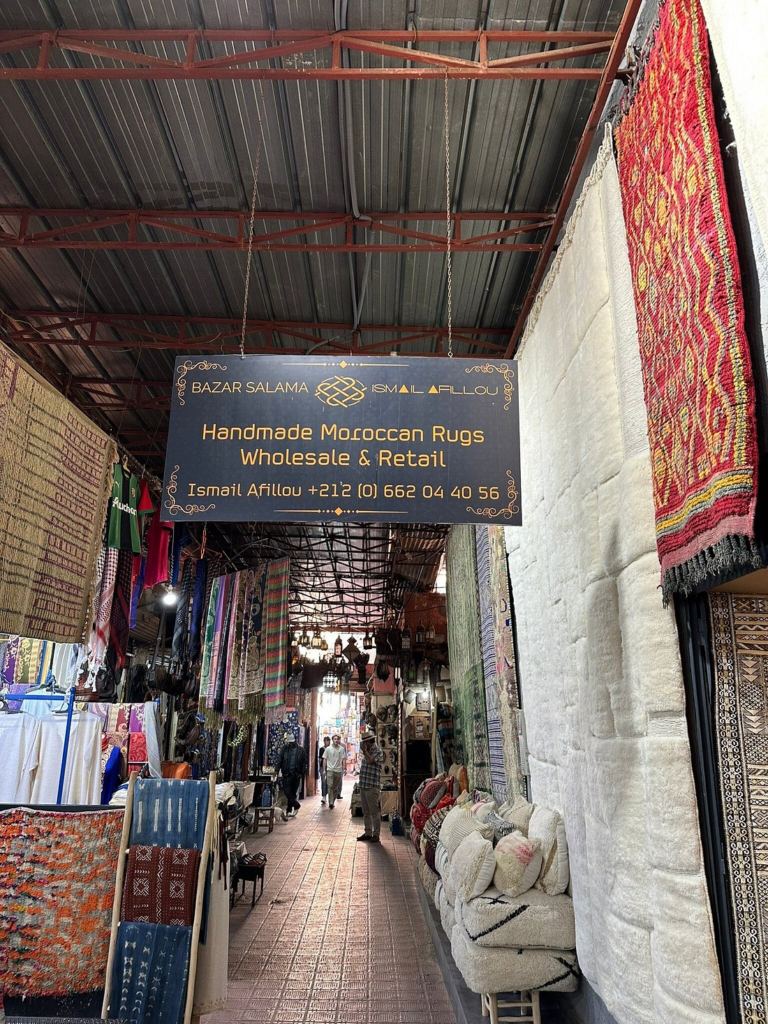 BAZAR SALAMA ISMAIL AFILLOU
Handmade Moroccan Rugs
Wholesale & Retail
Ismail Afillou +212 (0) 662 04 40 56